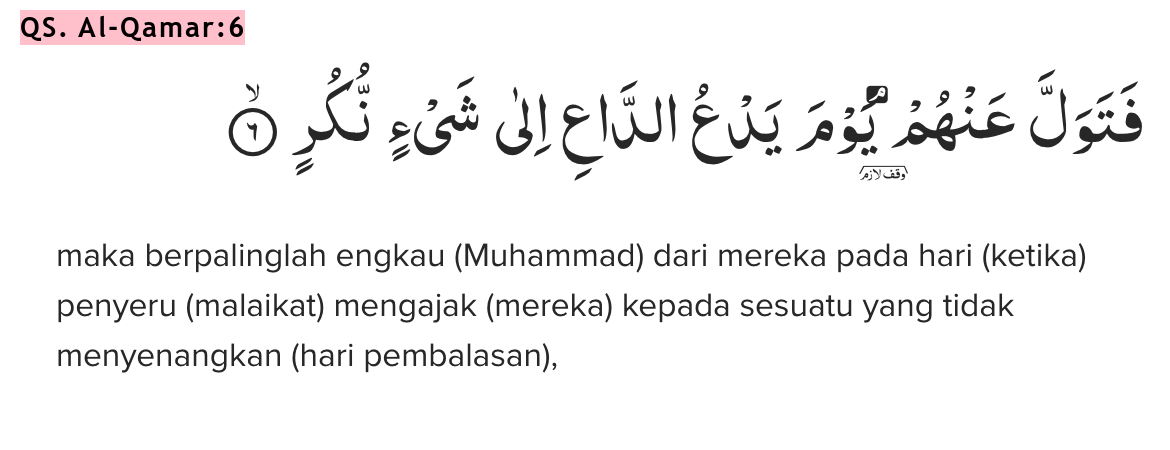 QS. Al-Qamar:6
فَتَوَلَّ عَنْهُمْ ۘ يَوْمَ يَدْعُ الدَّاعِ اِلٰى شَيْءٍ نُّكُرٍۙ ٦
وقف لازم
maka berpalinglah engkau (Muhammad) dari mereka pada hari (ketika)
penyeru (malaikat) mengajak (mereka) kepada sesuatu yang tidak
menyenangkan (hari pembalasan),